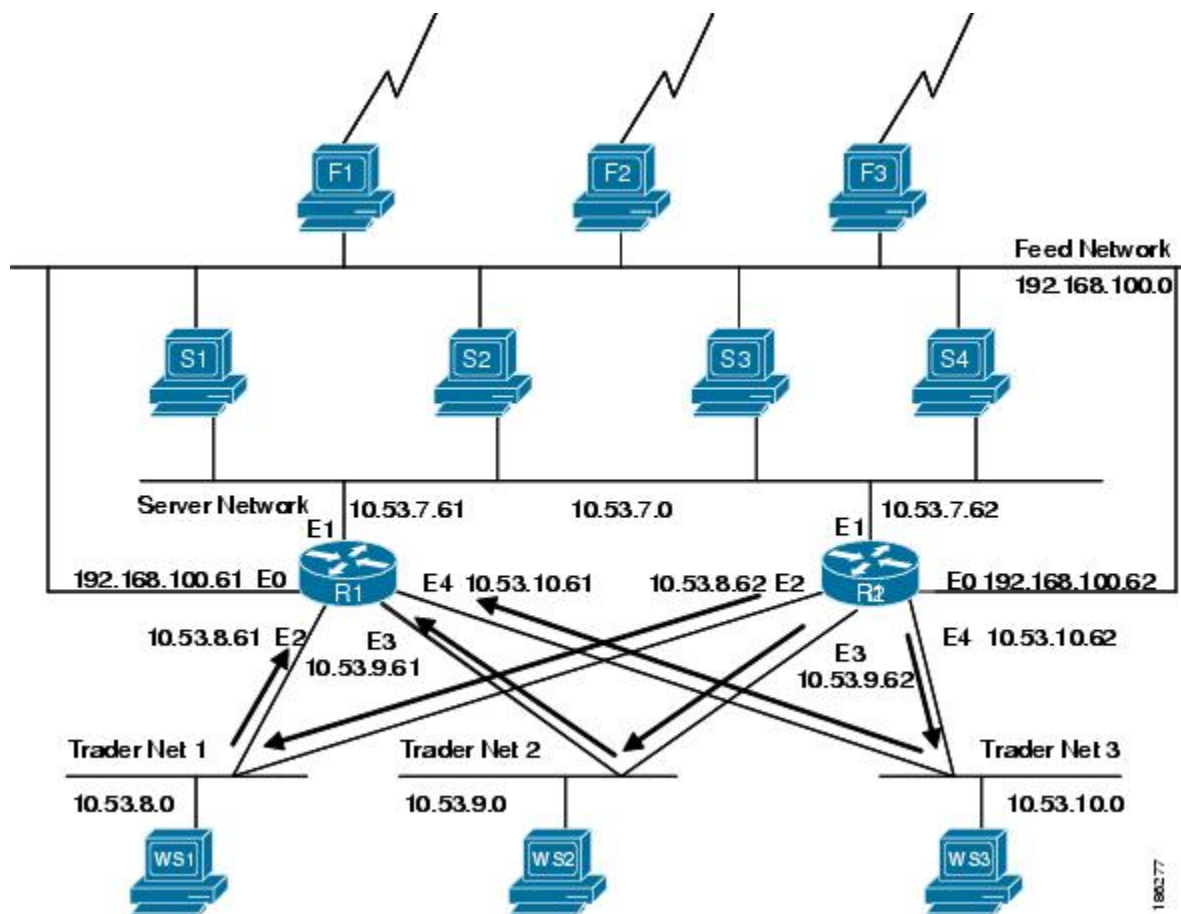 F1
F2
F3
Feed Network
192.168.100.0
S1
S2
S3
S4
Server Network
10.53.7.61
10.53.7.0
10.53.7.62
E1
E1
192.168.100.61 E0
R1
E4 10.53.10.61
10.53.8.62 E2
E0 192.168.100.62
10.53.8.61 E2
E3
10.53.9.61
E3
10.53.9.62
E4 10.53.10.62
Trader Net 1
Trader Net 2
Trader Net 3
10.53.8.0
10.53.9.0
10.53.10.0
WS1
WS2
WS3
186277